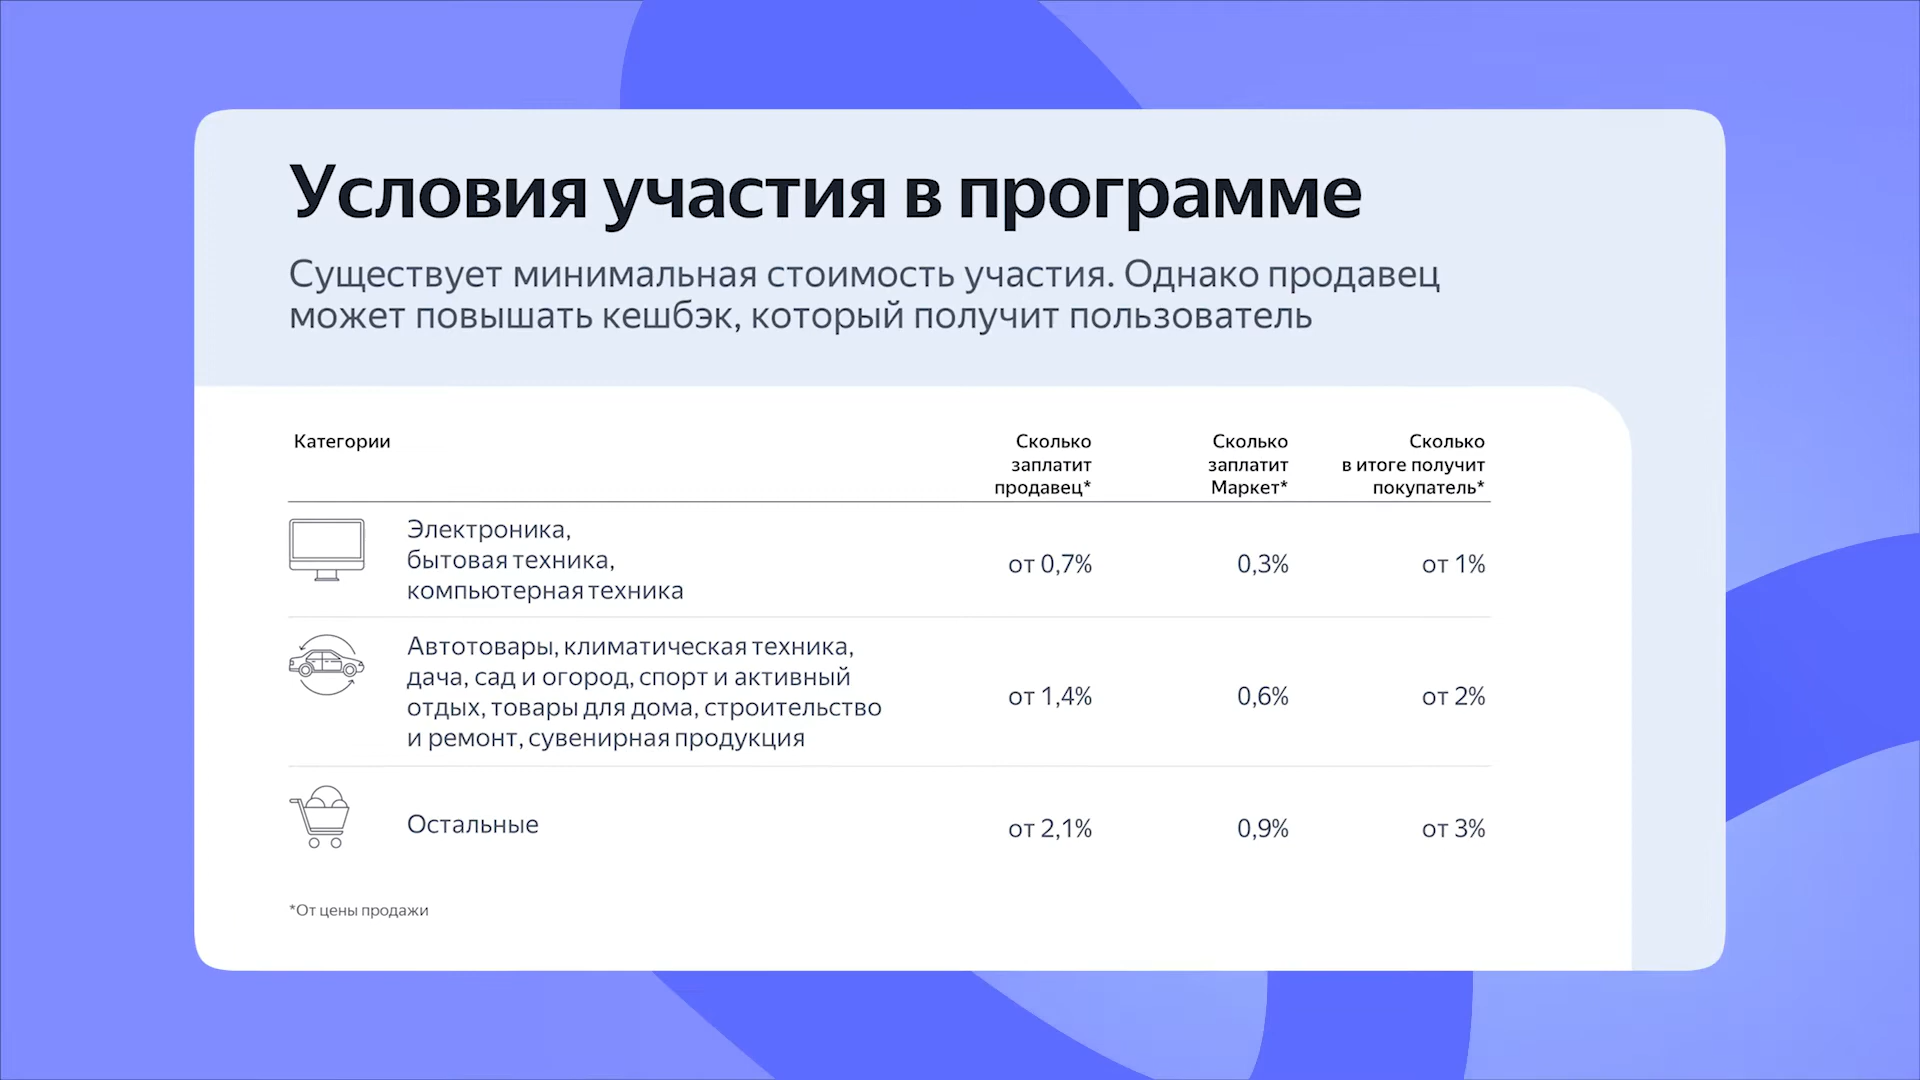 Условия участия в программе
Существует минимальная стоимость участия. Однако продавец
может повышать кешбэк, который получит пользователь
Категории
Сколько
заплатит
продавец*
Сколько
заплатит
Маркет*
Сколько
в итоге получит
покупатель*
Электроника,
бытовая техника,
компьютерная техника
от 0,7%
0,3%
от 1%
Автотовары, климатическая техника,
дача, сад и огород, спорт и активный
отдых, товары для дома, строительство
и ремонт, сувенирная продукция
от 1,4%
0,6%
от 2%
Остальные
от 2,1%
0,9%
от 3%
*От цены продажи